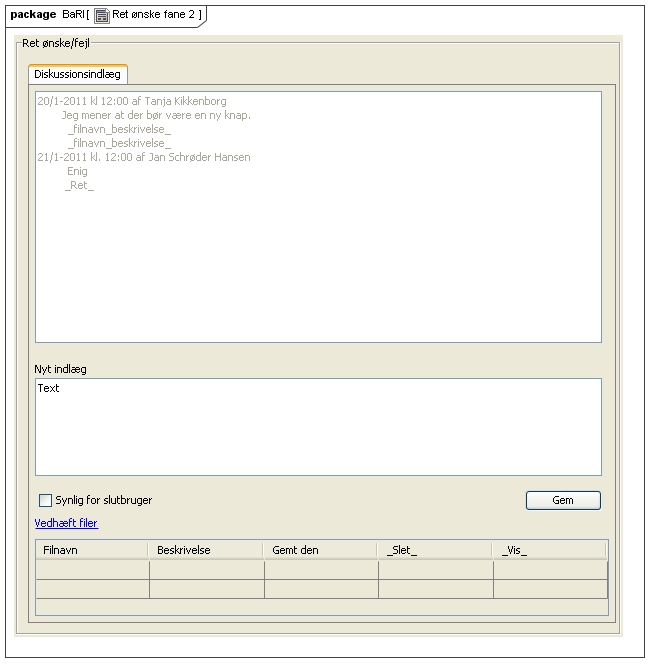 package BaRI[ Ret ønske fane 2 ]
Ret ønske/fejl
Diskussionsindlæg
20/1-2011 kl 12:00 af Tanja Kikkenborg
Jeg mener at der bør være en ny knap.
_filnavn_beskrivelse_
_filnavn_beskrivelse_
21/1-2011 kl. 12:00 af Jan Schrøder Hansen
Enig
_Ret_
Nyt indlæg
Text
Synlig for slutbruger
Gem
Vedhæft filer
Filnavn Beskrivelse Gemt den _Slet_ _Vis_